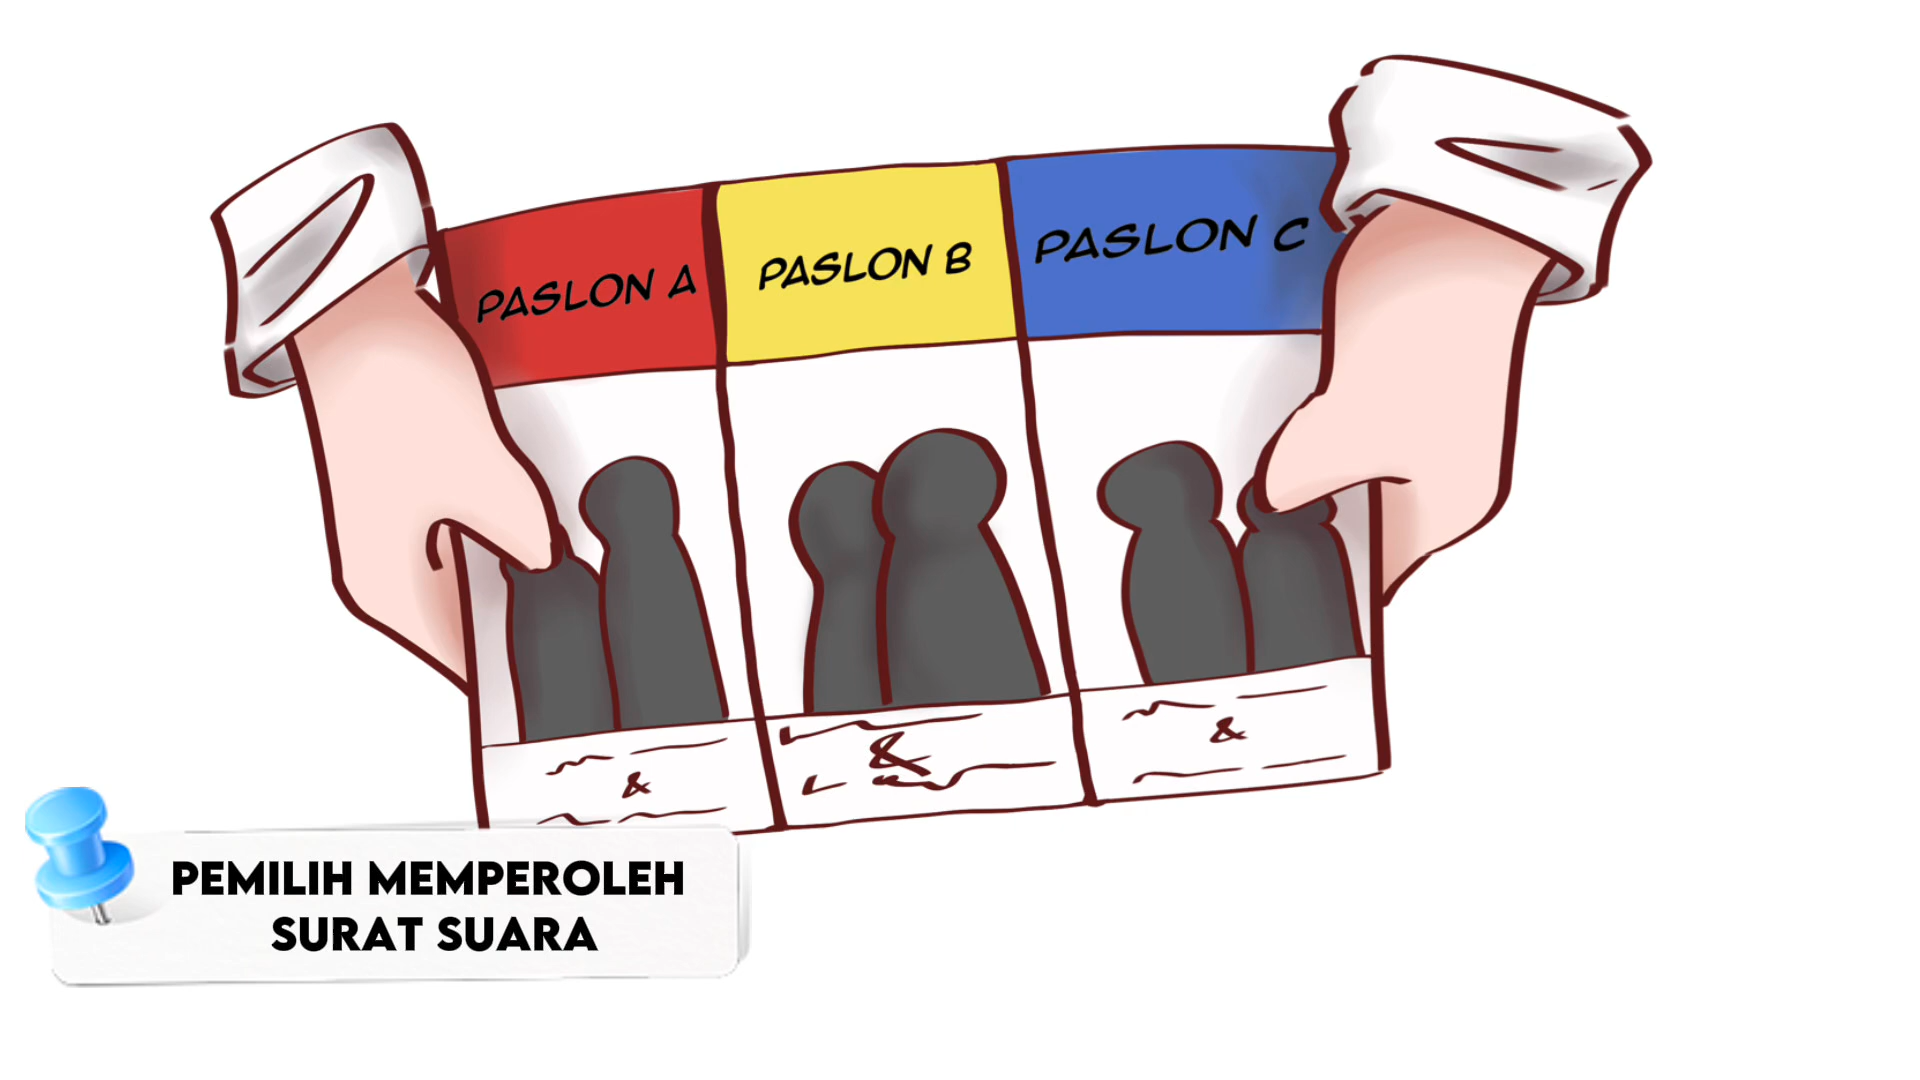 PASLON A
PASLON B
PASLON C
&
&
&
PEMILIH MEMPEROLEH
SURAT SUARA